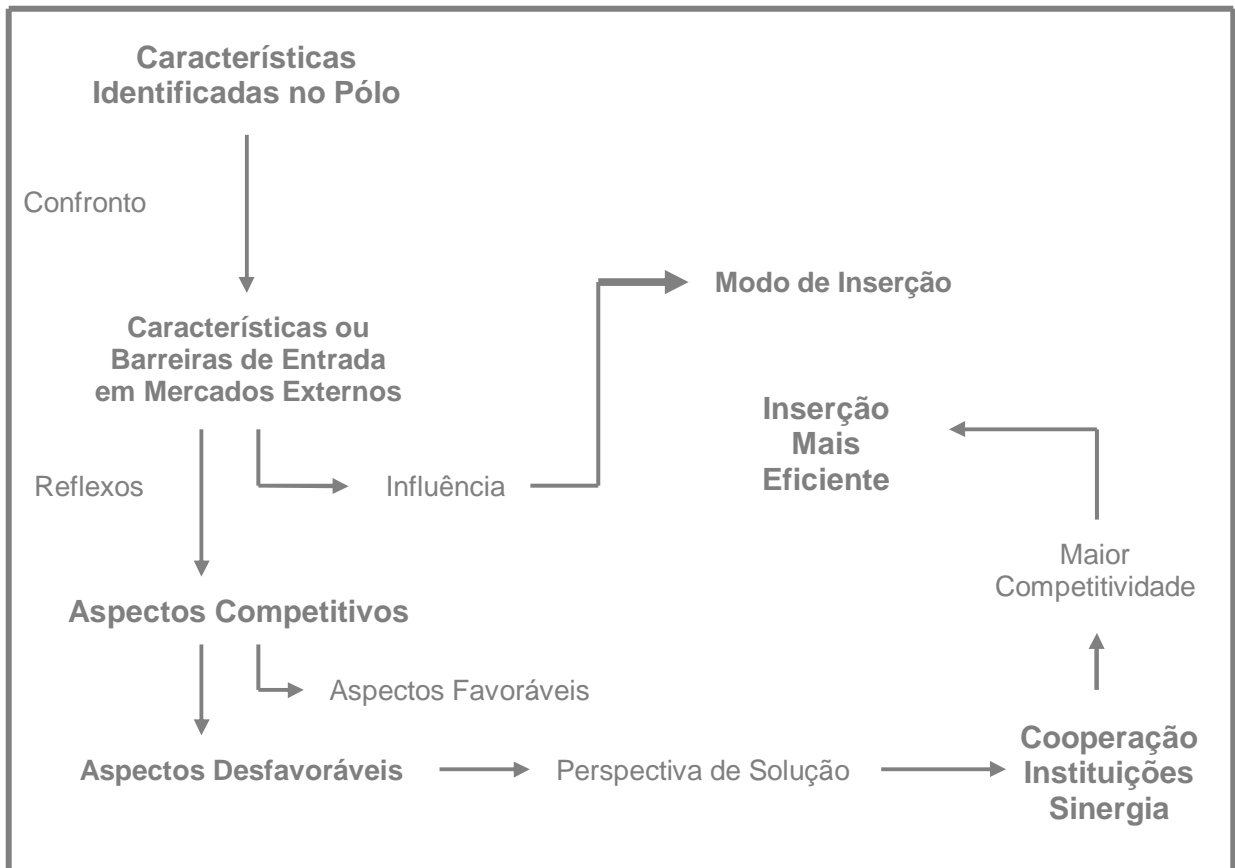 Características
Identificadas no Pólo
Confronto
Características ou
Barreiras de Entrada
em Mercados Externos
Modo de Inserção
Inserção
Mais
Eficiente
Reflexos
Influência
Maior
Competitividade
Aspectos Competitivos
Aspectos Favoráveis
Aspectos Desfavoráveis
Perspectiva de Solução
Cooperação
Instituições
Sinergia